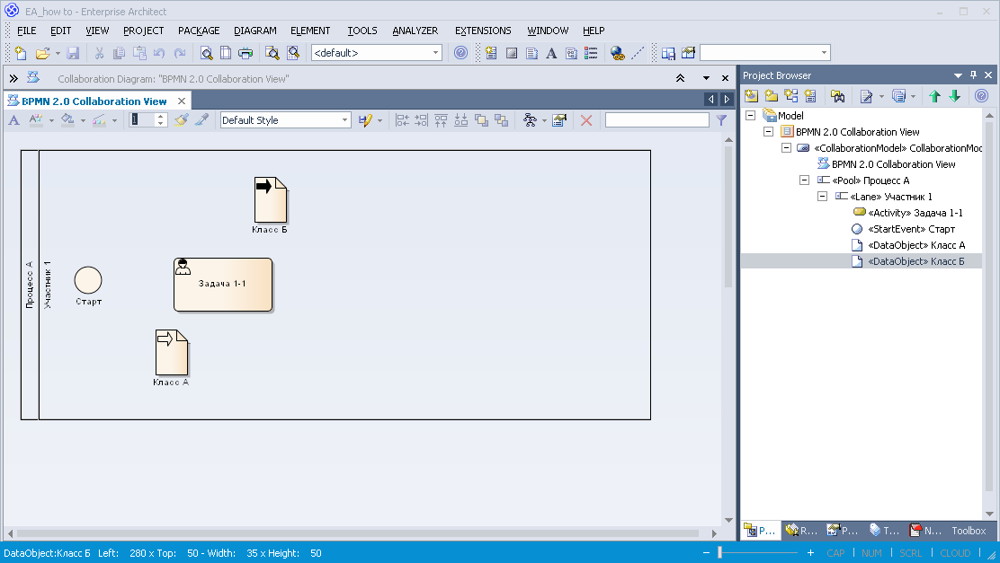 EA_how to - Enterprise Architect
FILE EDIT VIEW PROJECT PACKAGE DIAGRAM ELEMENT TOOLS ANALYZER EXTENSIONS WINDOW HELP
<default>
Collaboration Diagram: "BPMN 2.0 Collaboration View"
BPMN 2.0 Collaboration View
1 Default Style
Процесс А
Участник 1
Класс Б
Старт
Задача 1-1
Класс А
Project Browser
Model
BPMN 2.0 Collaboration View
«CollaborationModel» CollaborationMoc
BPMN 2.0 Collaboration View
«Pool» Процесс А
«Lane» Участник 1
«Activity» Задача 1-1
«StartEvent» Старт
«DataObject» Класс А
«DataObject» Класс Б
P... R... P... T... N... Toolbox
DataObject:Класс Б Left: 280 x Top: 50 - Width: 35 x Height: 50
CAP NUM SCRL CLOUD